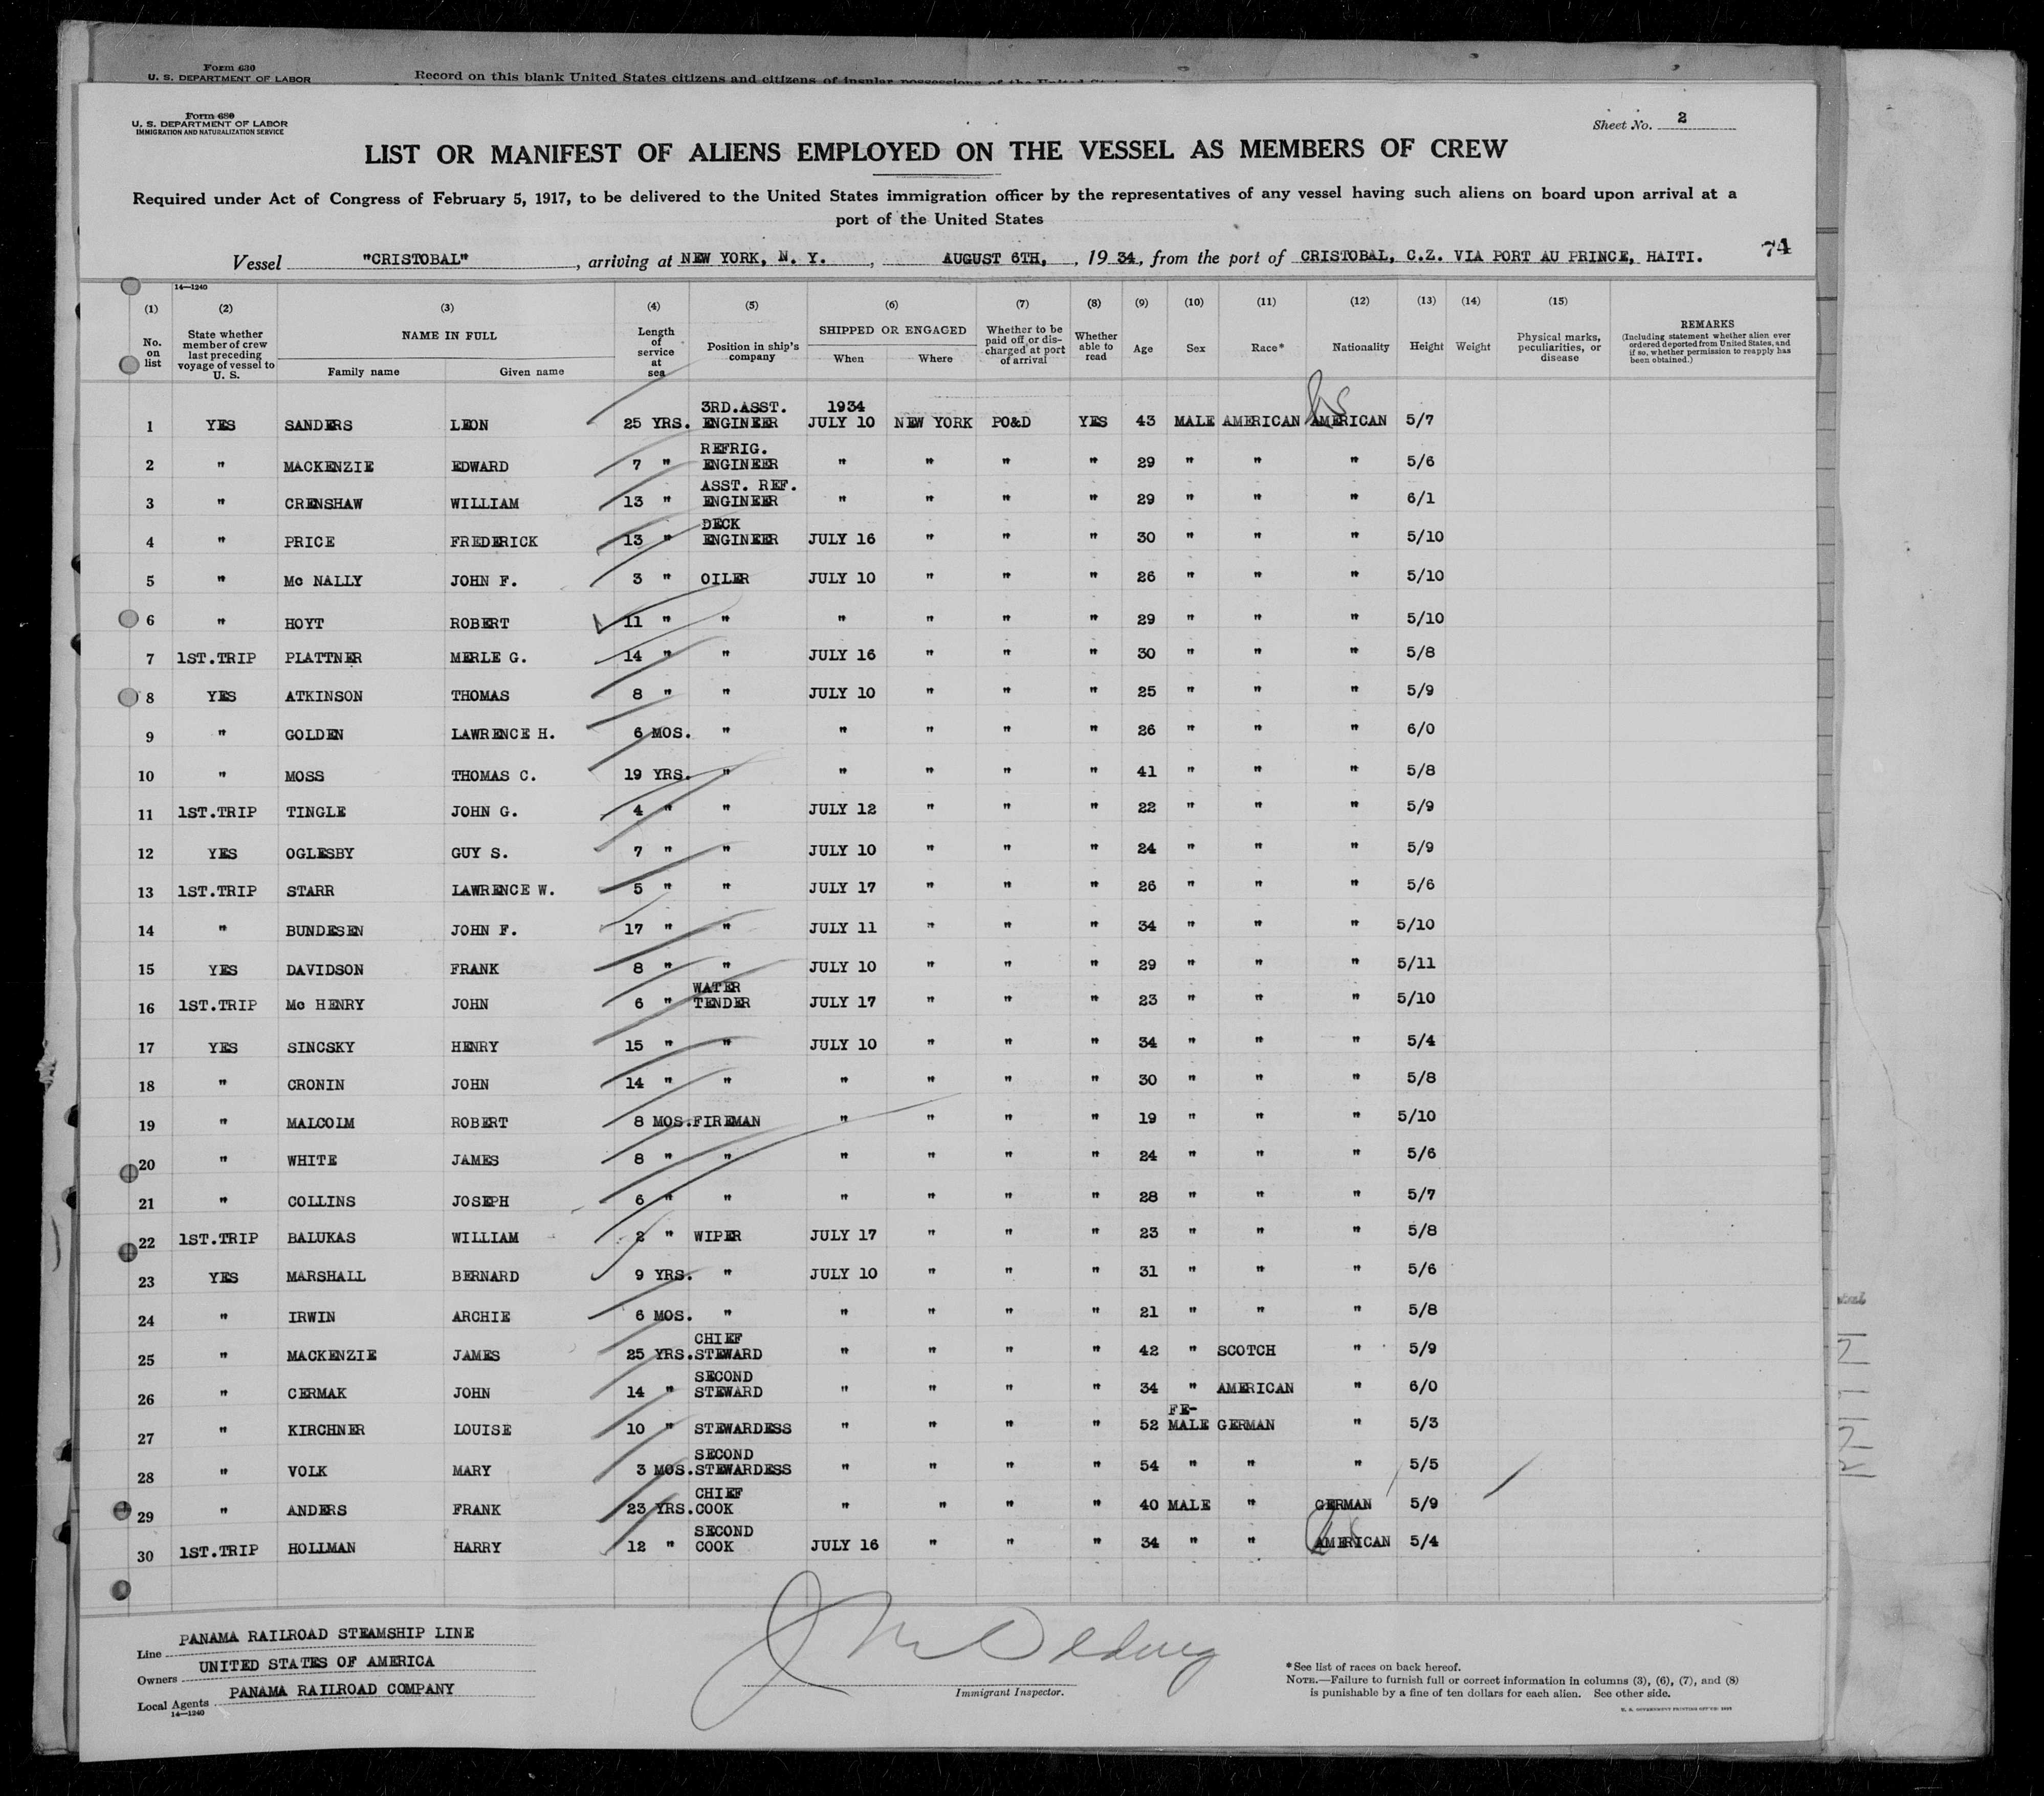 Form 630
U. S. DEPARTMENT OF LABOR
Record on this blank United States citizens and citizens of insular possessions of the United
Form 680
U. S. DEPARTMENT OF LABOR
IMMIGRATION AND NATURALIZATION SERVICE
Sheet No. 2
LIST OR MANIFEST OF ALIENS EMPLOYED ON THE VESSEL AS MEMBERS OF CREW
Required under Act of Congress of February 5, 1917, to be delivered to the United States immigration officer by the representatives of any vessel having such aliens on board upon arrival at a
port of the United States
Vessel "CRISTOBAL", arriving at NEW YORK, N. Y., AUGUST 6TH, , 19 34, from the port of CRISTOBAL, C.Z. VIA PORT AU PRINCE, HAITI. 74
14—1240
(1) (2) (3) (4) (5) (6) (7) (8) (9) (10) (11) (12) (13) (14) (15)
No. on list
State whether member of crew last preceding voyage of vessel to U. S.
NAME IN FULL
Family name Given name
Length of service at sea
Position in ship's company
SHIPPED OR ENGAGED
When Where
Whether to be paid off or discharged at port of arrival
Whether able to read
Age Sex Race* Nationality Height Weight
Physical marks, peculiarities, or disease
REMARKS
(Including statement whether alien ever ordered deported from United States, and if so, whether permission to reapply has been obtained.)
1 YES SANDERS LEON 25 YRS. 3RD.ASST. ENGINEER 1934 JULY 10 NEW YORK PO&D YES 43 MALE AMERICAN AMERICAN 5/7
2 " MACKENZIE EDWARD 7 " REFRIG. ENGINEER " " " " 29 " " " 5/6
3 " CRENSHAW WILLIAM 13 " ASST. REF. ENGINEER " " " " 29 " " " 6/1
4 " PRICE FREDERICK 13 " DECK ENGINEER JULY 16 " " " 30 " " " 5/10
5 " Mc NALLY JOHN F. 3 " OILER JULY 10 " " " 26 " " " 5/10
6 " HOYT ROBERT 11 " " " " " " 29 " " " 5/10
7 1ST.TRIP PLATTNER MERLE G. 14 " " JULY 16 " " " 30 " " " 5/8
8 YES ATKINSON THOMAS 8 " " JULY 10 " " " 25 " " " 5/9
9 " GOLDEN LAWRENCE H. 6 MOS. " " " " " 26 " " " 6/0
10 " MOSS THOMAS C. 19 YRS. " " " " " 41 " " " 5/8
11 1ST.TRIP TINGLE JOHN G. 4 " " JULY 12 " " " 22 " " " 5/9
12 YES OGLESBY GUY S. 7 " " JULY 10 " " " 24 " " " 5/9
13 1ST.TRIP STARR LAWRENCE W. 5 " " JULY 17 " " " 26 " " " 5/6
14 " BUNDESEN JOHN F. 17 " " JULY 11 " " " 34 " " " 5/10
15 YES DAVIDSON FRANK 8 " " JULY 10 " " " 29 " " " 5/11
16 1ST.TRIP Mc HENRY JOHN 6 " WATER TENDER JULY 17 " " " 23 " " " 5/10
17 YES SINCSKY HENRY 15 " " JULY 10 " " " 34 " " " 5/4
18 " CRONIN JOHN 14 " " " " " " 30 " " " 5/8
19 " MALCOLM ROBERT 8 MOS. FIREMAN " " " " 19 " " " 5/10
20 " WHITE JAMES 8 " " " " " " 24 " " " 5/6
21 " COLLINS JOSEPH 6 " " " " " " 28 " " " 5/7
22 1ST.TRIP BALUKAS WILLIAM 2 " WIPER JULY 17 " " " 23 " " " 5/8
23 YES MARSHALL BERNARD 9 YRS. " JULY 10 " " " 31 " " " 5/6
24 " IRWIN ARCHIE 6 MOS. " " " " " 21 " " " 5/8
25 " MACKENZIE JAMES 25 YRS. CHIEF STEWARD " " " " 42 " SCOTCH " 5/9
26 " CERMAK JOHN 14 " SECOND STEWARD " " " " 34 " AMERICAN " 6/0
27 " KIRCHNER LOUISE 10 " STEWARDESS " " " " 52 FE- MALE GERMAN " 5/3
28 " VOLK MARY 3 MOS. SECOND STEWARDESS " " " " 54 " " " 5/5
29 " ANDERS FRANK 23 YRS. CHIEF COOK " " " " 40 MALE " GERMAN 5/9
30 1ST.TRIP HOLLMAN HARRY 12 " SECOND COOK JULY 16 " " " 34 " " AMERICAN 5/4
Line PANAMA RAILROAD STEAMSHIP LINE
Owners UNITED STATES OF AMERICA
Local Agents PANAMA RAILROAD COMPANY
14—1240
Immigrant Inspector.
*See list of races on back hereof.
NOTE.—Failure to furnish full or correct information in columns (3), (6), (7), and (8)
is punishable by a fine of ten dollars for each alien. See other side.